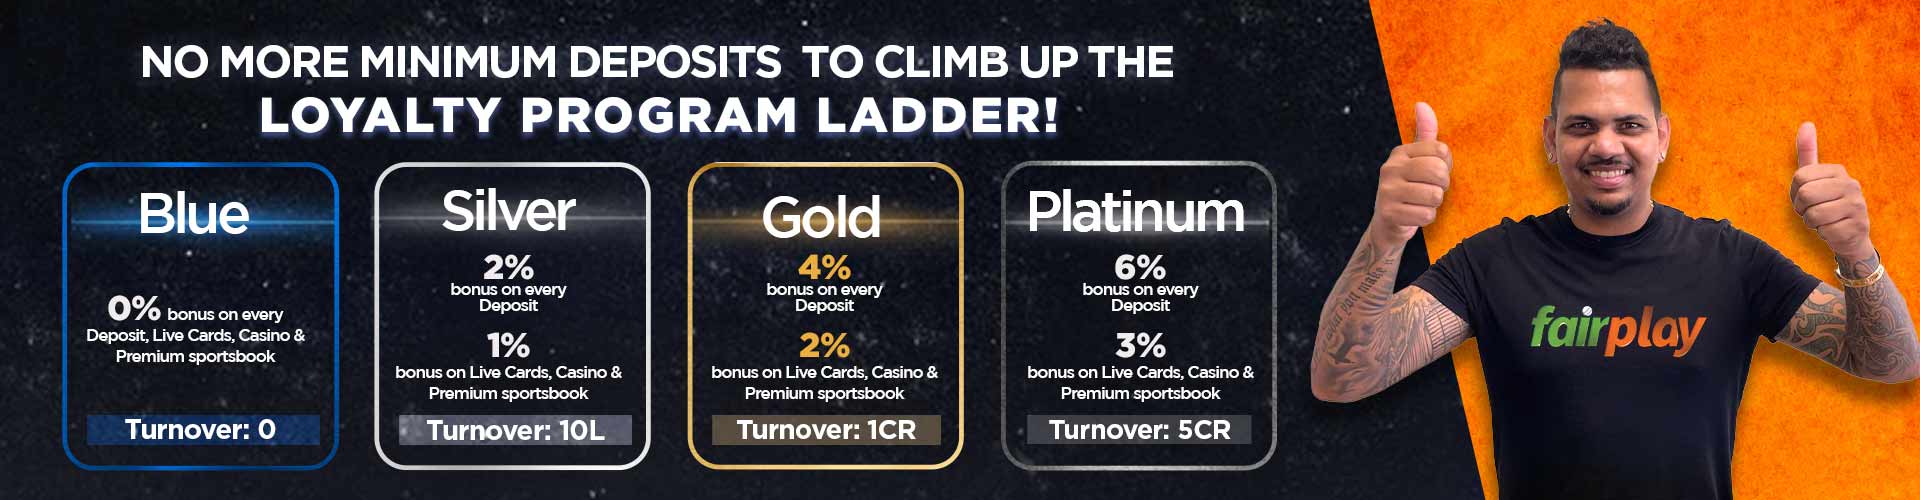 NO MORE MINIMUM DEPOSITS TO CLIMB UP THE
LOYALTY PROGRAM LADDER!
Blue
0% bonus on every
Deposit, Live Cards, Casino &
Premium sportsbook
Turnover: 0
Silver
2%
bonus on every
Deposit
1%
bonus on Live Cards, Casino &
Premium sportsbook
Turnover: 10L
Gold
4%
bonus on every
Deposit
2%
bonus on Live Cards, Casino &
Premium sportsbook
Turnover: 1CR
Platinum
6%
bonus on every
Deposit
3%
bonus on Live Cards, Casino &
Premium sportsbook
Turnover: 5CR
fairplay